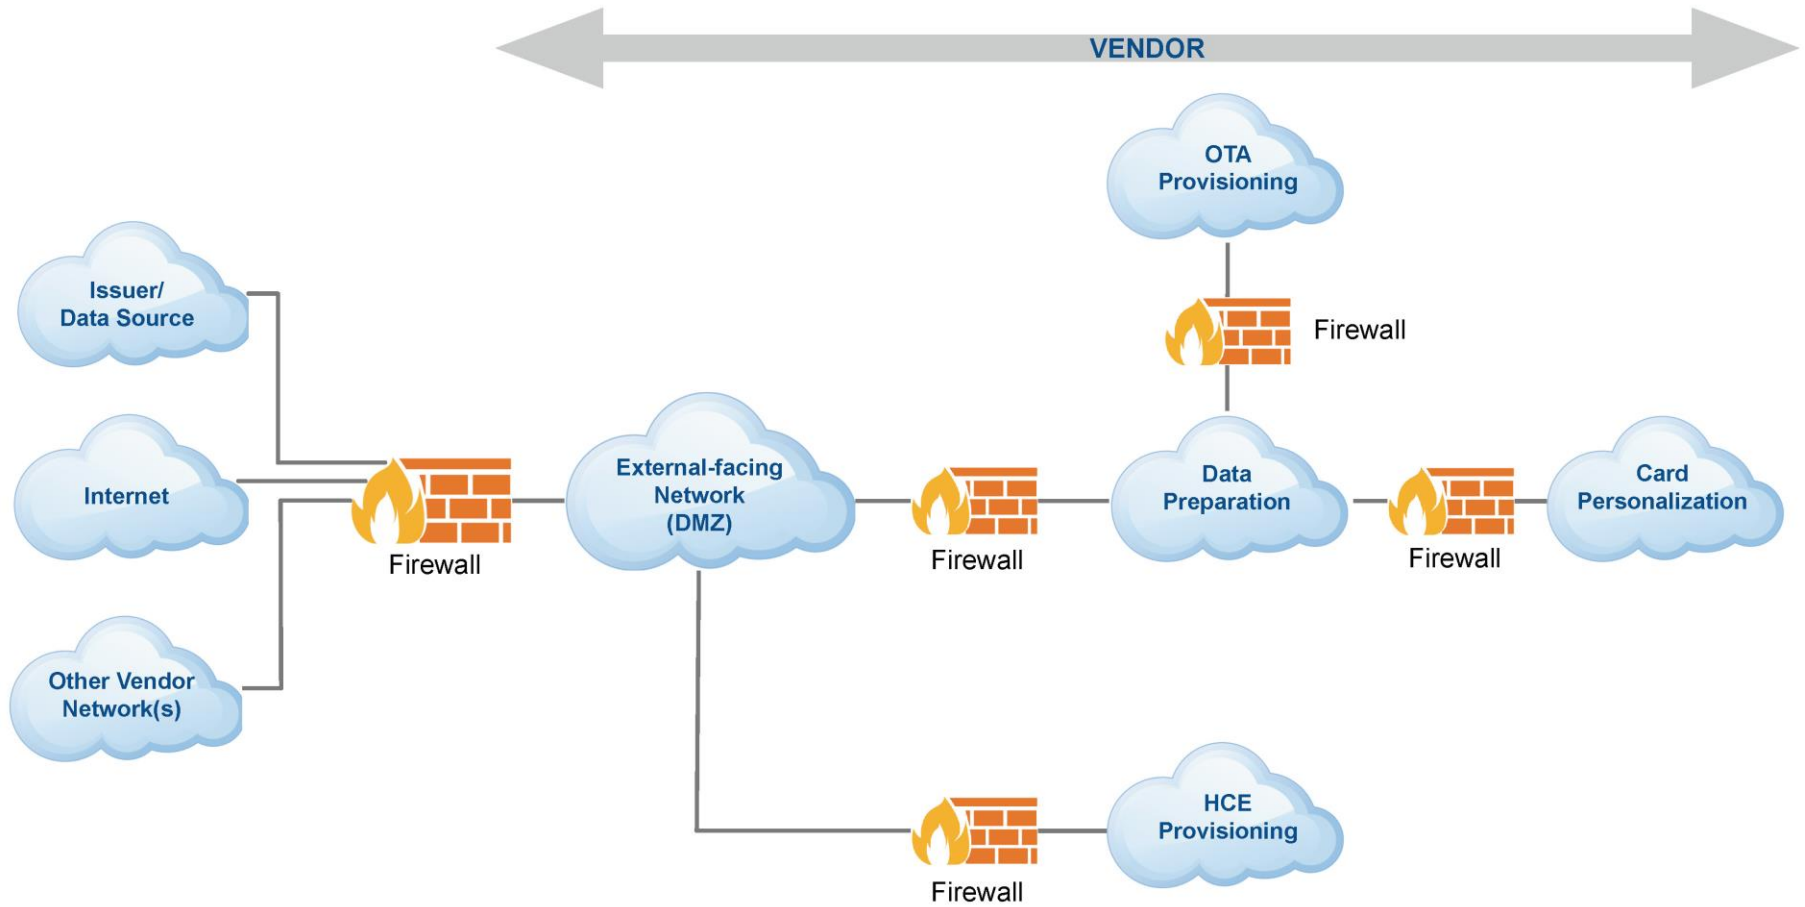 VENDOR
OTA
Provisioning
Issuer/
Data Source
Firewall
Internet
External-facing
Network
(DMZ)
Data
Preparation
Card
Personalization
Firewall
Firewall
Firewall
Other Vendor
Network(s)
HCE
Provisioning
Firewall